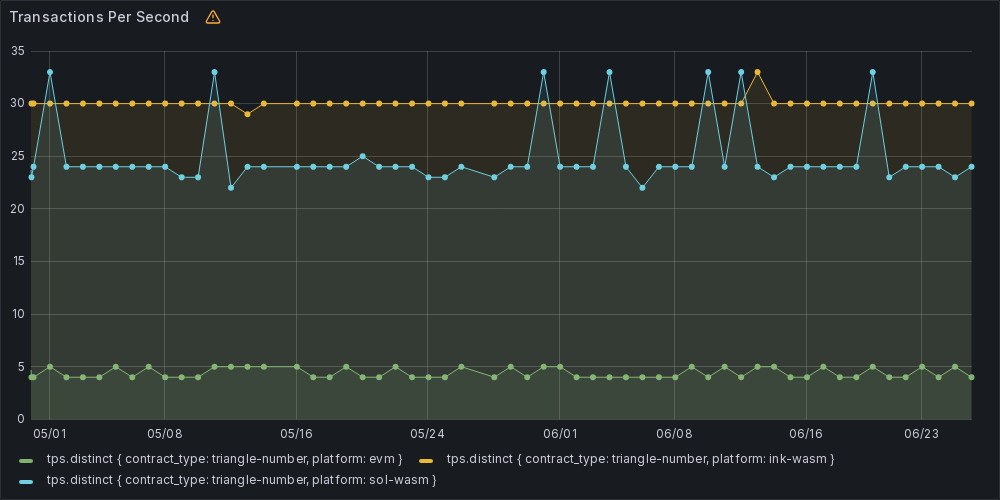 Transactions Per Second
35
30
25
20
15
10
5
0
05/01 05/08 05/16 05/24 06/01 06/08 06/16 06/23
tps.distinct { contract_type: triangle-number, platform: evm } tps.distinct { contract_type: triangle-number, platform: ink-wasm }
tps.distinct { contract_type: triangle-number, platform: sol-wasm }